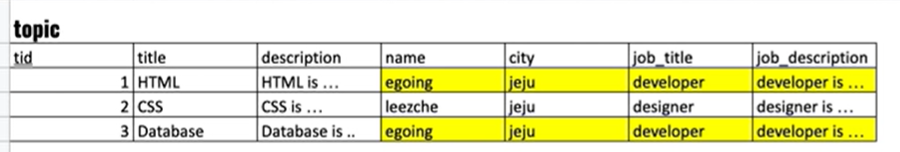 topic
tid title description name city job_title job_description
1 HTML HTML is ... egoing jeju developer developer is ...
2 CSS CSS is ... leezche jeju designer designer is ...
3 Database Database is .. egoing jeju developer developer is ...